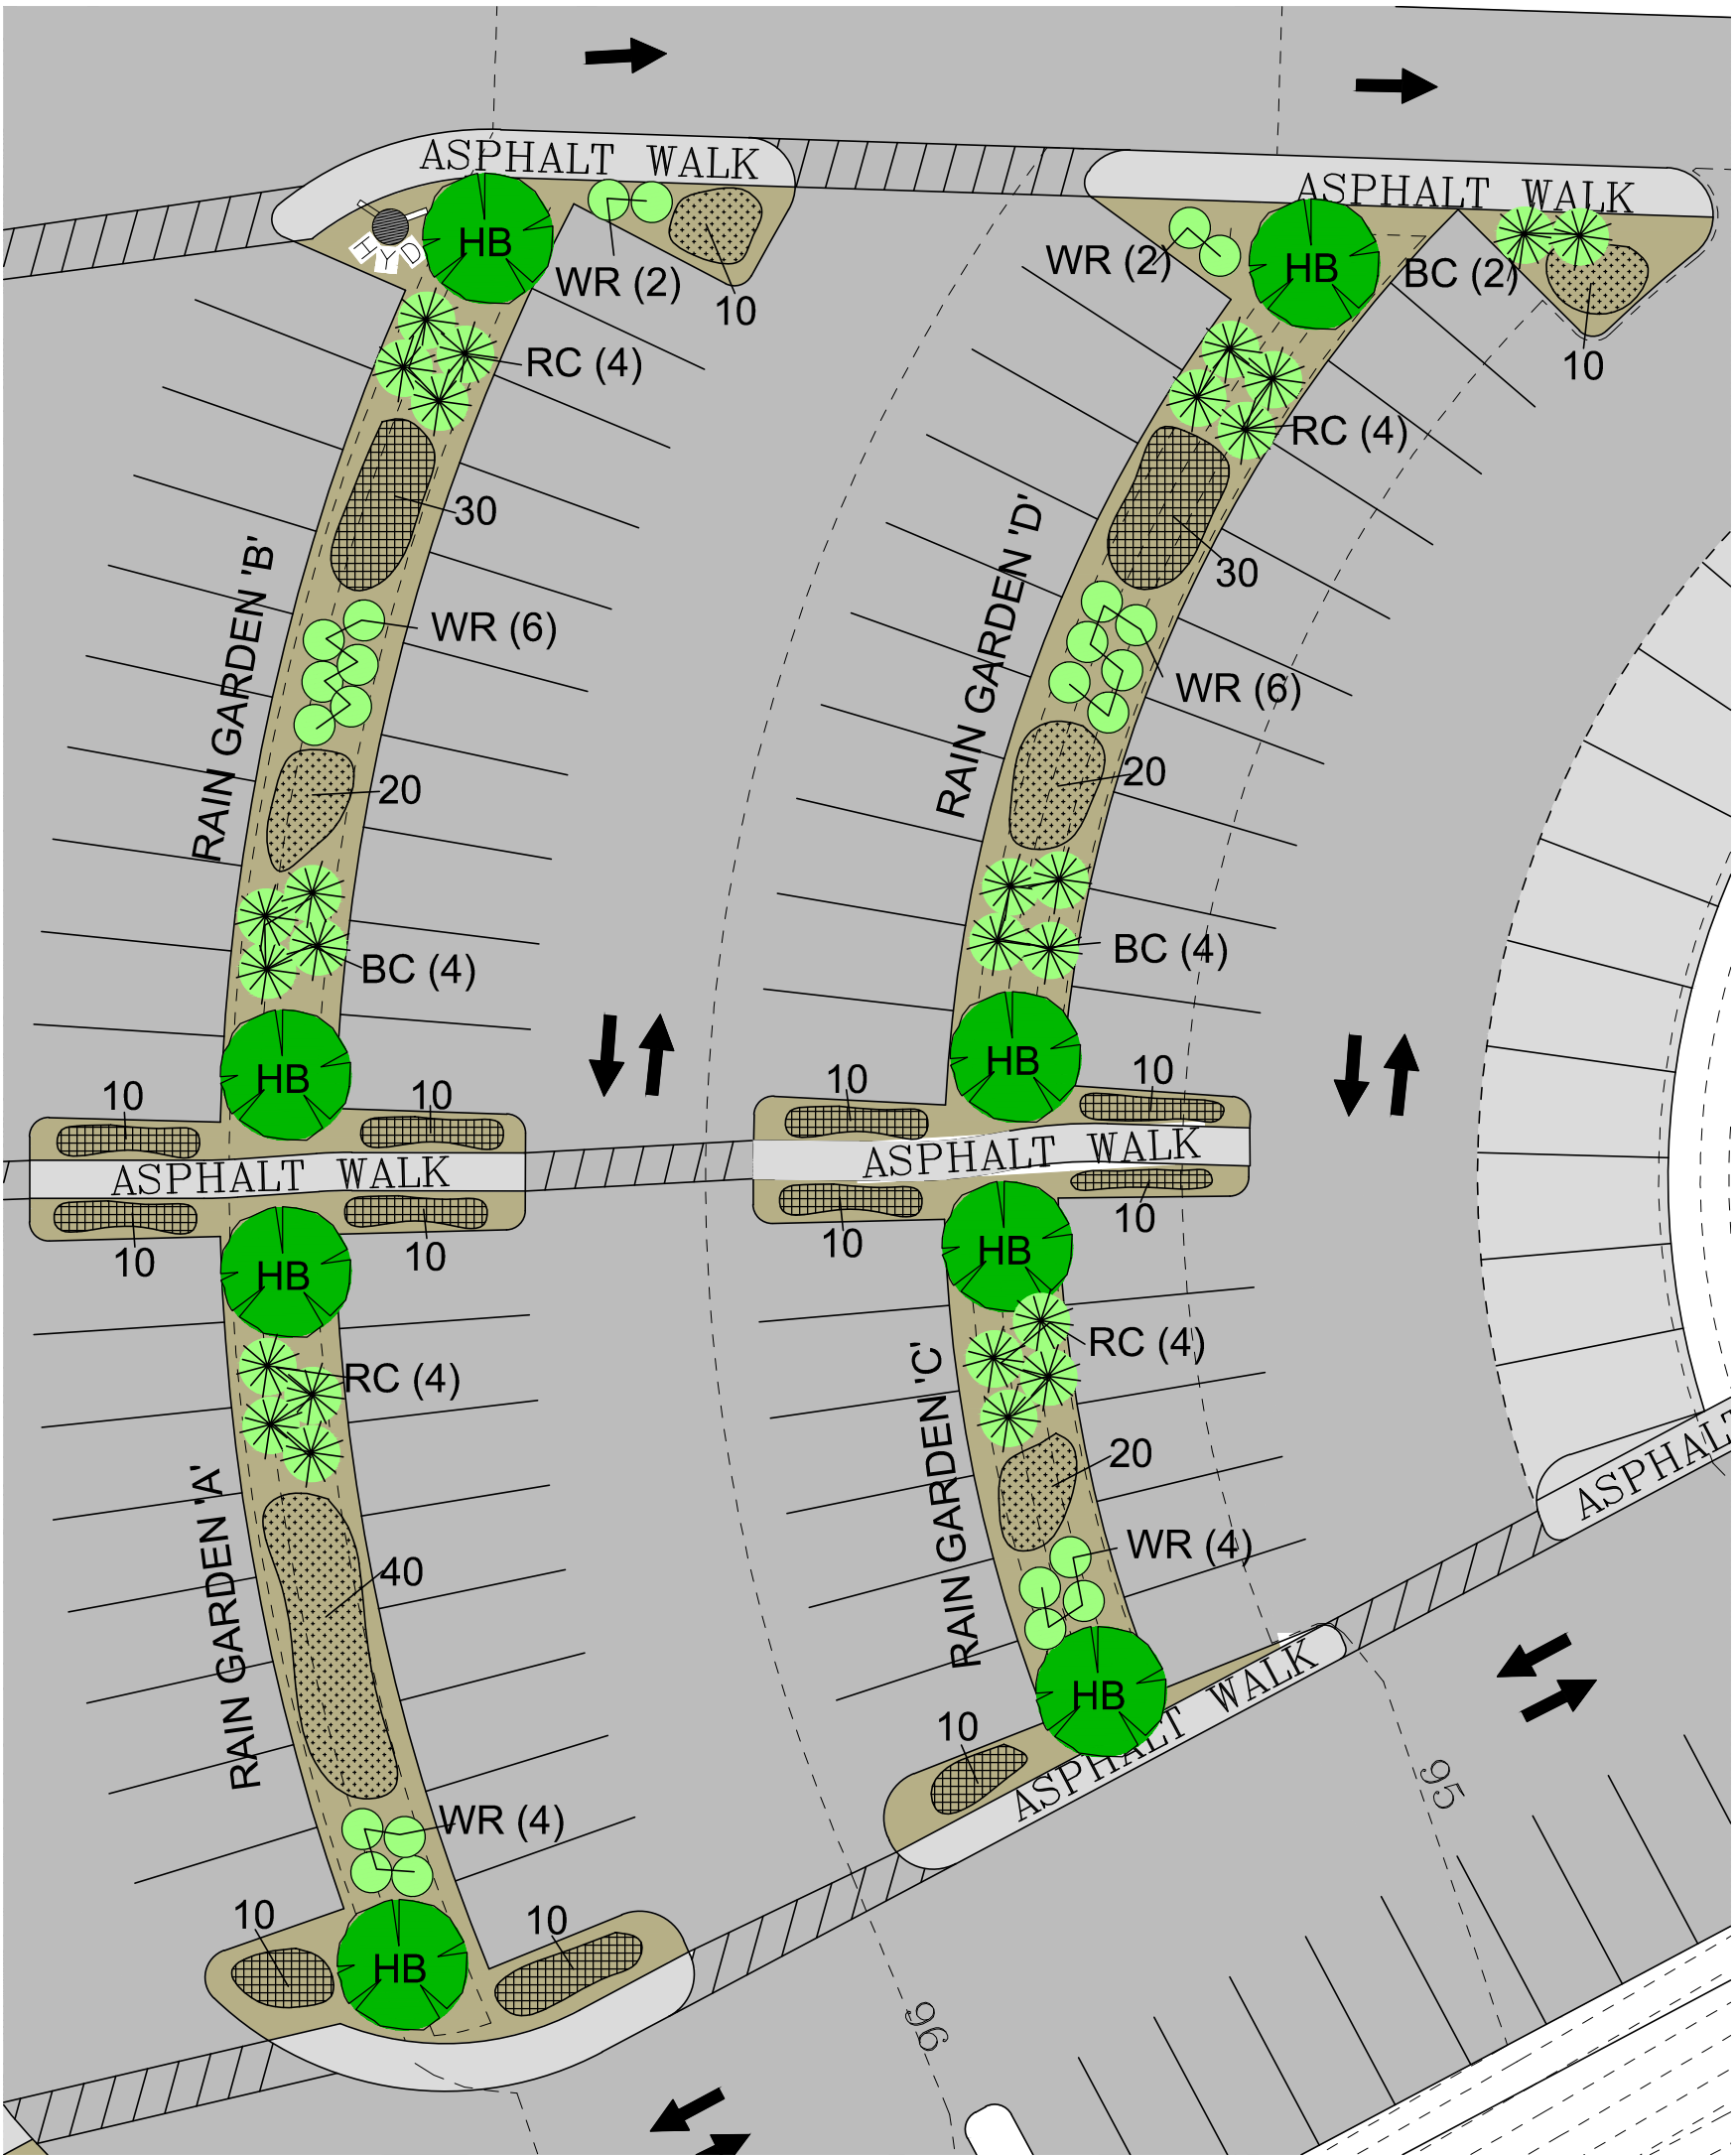 ASPHALT WALK
ASPHALT WALK
HYD
HB
WR (2)
10
WR (2)
HB
BC (2)
10
RC (4)
RC (4)
30
30
RAIN GARDEN 'B'
WR (6)
RAIN GARDEN 'D'
WR (6)
20
20
BC (4)
BC (4)
HB
HB
10
10
10
10
ASPHALT WALK
ASPHALT WALK
10
10
10
10
HB
HB
RC (4)
RC (4)
RAIN GARDEN 'A'
RAIN GARDEN 'C'
20
ASPHALT
40
WR (4)
HB
10
ASPHALT WALK
95
WR (4)
10
10
HB
96